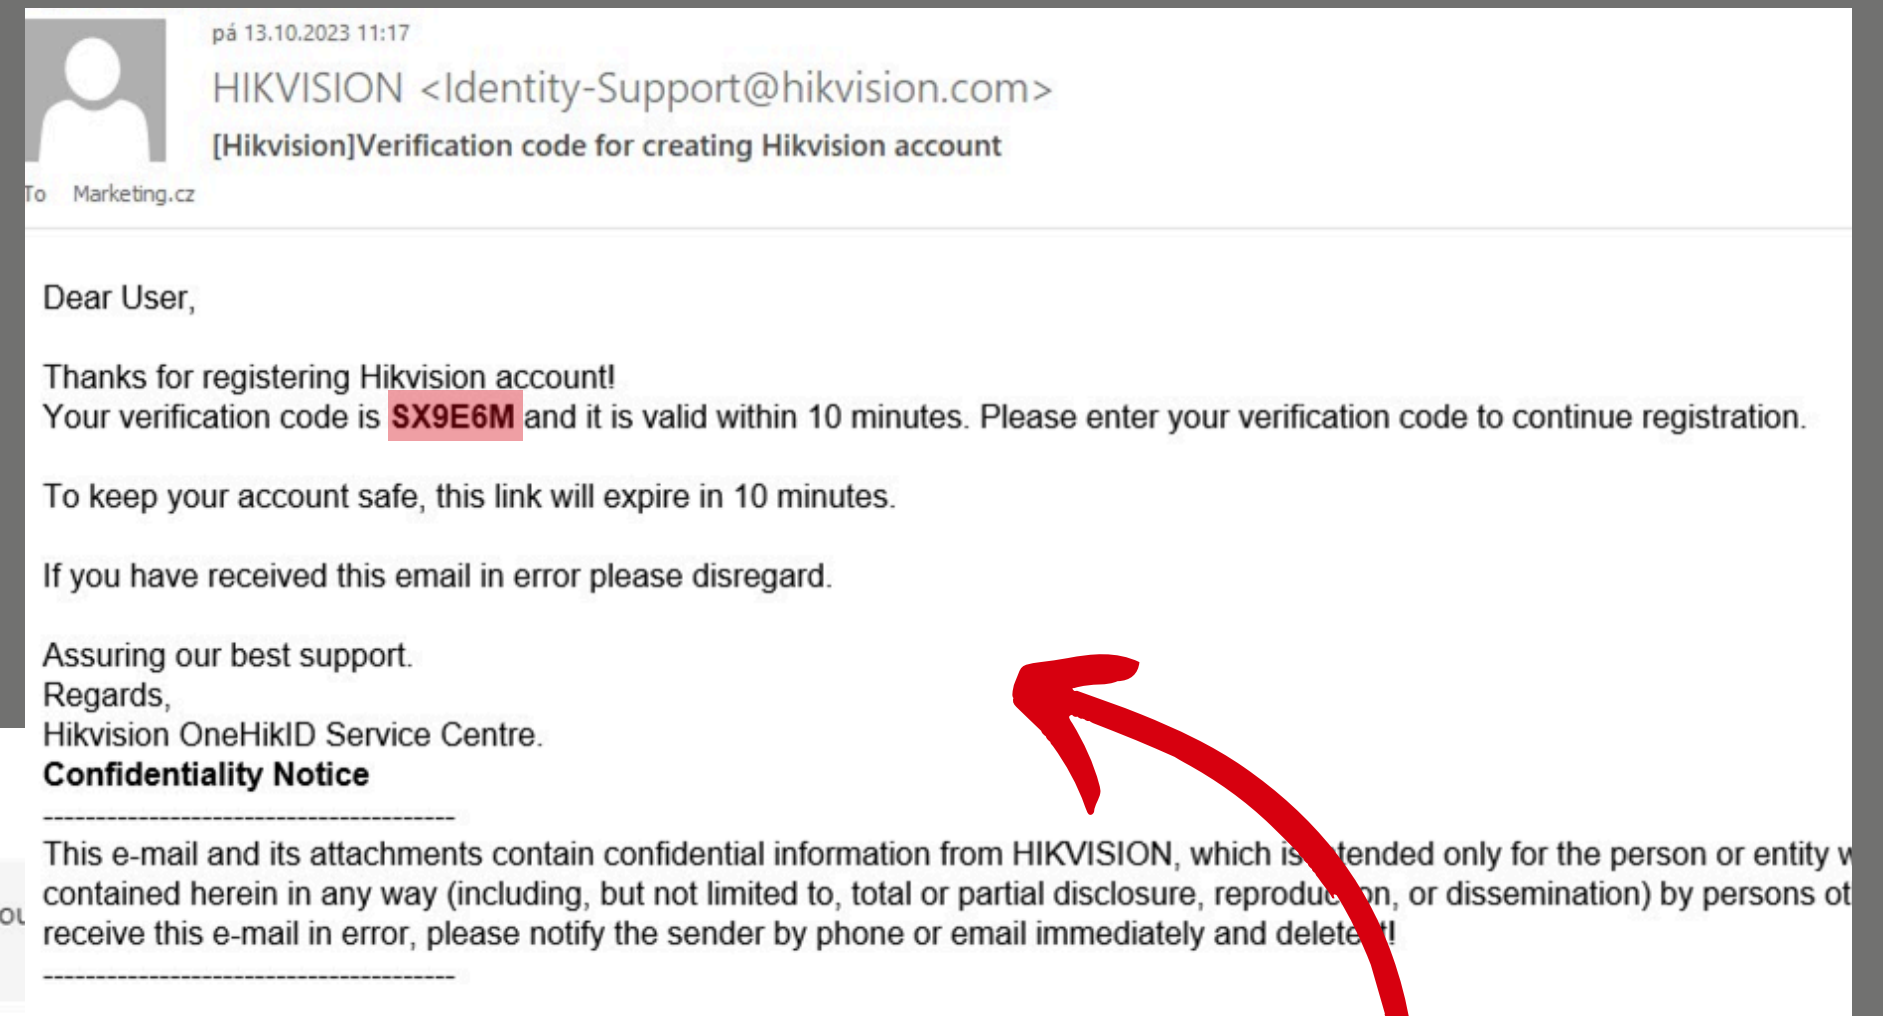 pá 13.10.2023 11:17
HIKVISION <Identity-Support@hikvision.com>
[Hikvision]Verification code for creating Hikvision account
To Marketing.cz
Dear User,
Thanks for registering Hikvision account!
Your verification code is SX9E6M and it is valid within 10 minutes. Please enter your verification code to continue registration.
To keep your account safe, this link will expire in 10 minutes.
If you have received this email in error please disregard.
Assuring our best support.
Regards,
Hikvision OneHikID Service Centre.
Confidentiality Notice
---------------------------------------
This e-mail and its attachments contain confidential information from HIKVISION, which is only for the person or entity
contained herein in any way (including, but not limited to, total or partial disclosure, or dissemination) by persons
receive this e-mail in error, please notify the sender by phone or email immediately and delete
---------------------------------------